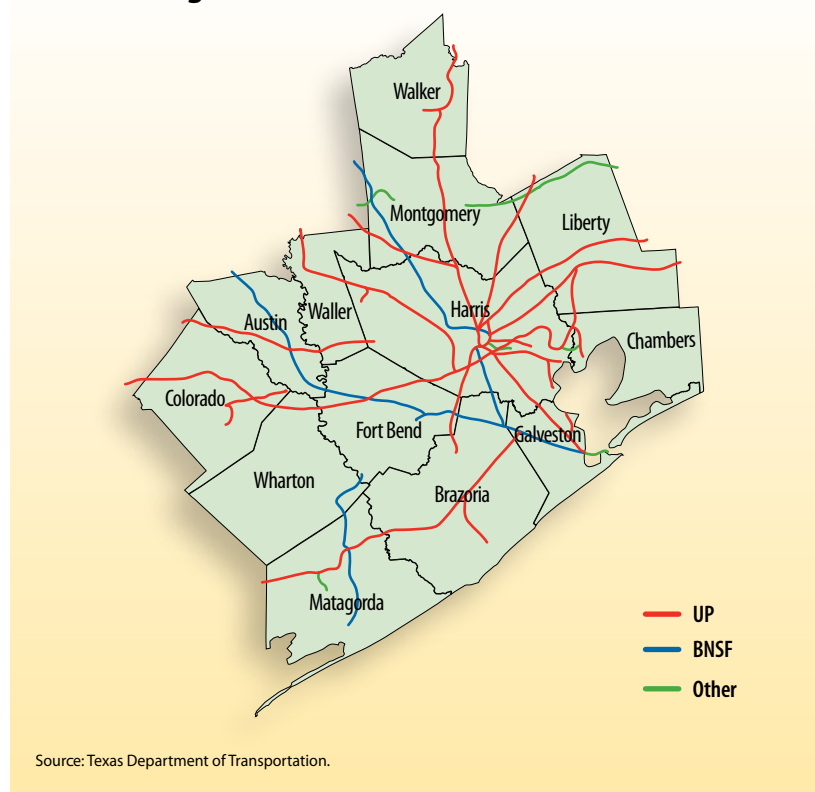 Walker
Montgomery
Liberty
Harris
Waller
Austin
Chambers
Colorado
Fort Bend
Galveston
Wharton
Brazoria
Matagorda
UP
BNSF
Other
Source: Texas Department of Transportation.